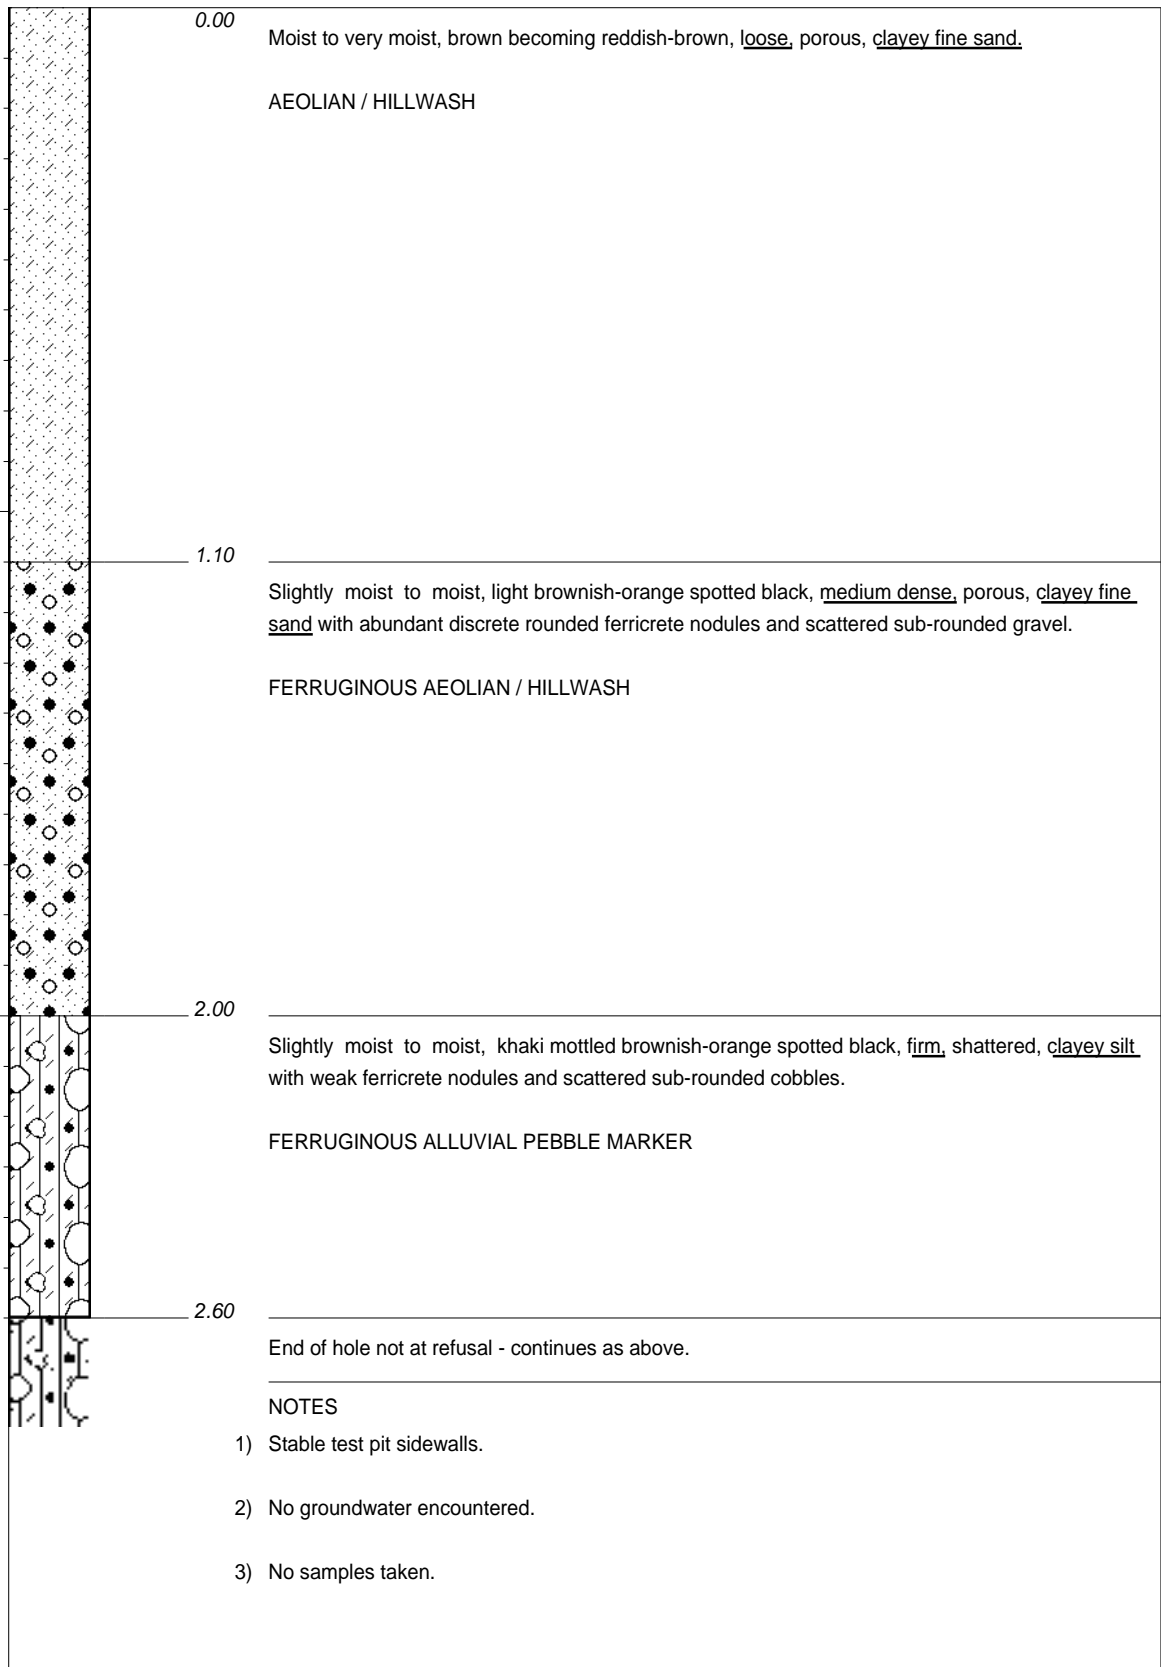 0.00
Moist to very moist, brown becoming reddish-brown, loose, porous, clayey fine sand.
AEOLIAN / HILLWASH
1.10
Slightly moist to moist, light brownish-orange spotted black, medium dense, porous, clayey fine
sand with abundant discrete rounded ferricrete nodules and scattered sub-rounded gravel.
FERRUGINOUS AEOLIAN / HILLWASH
2.00
Slightly moist to moist, khaki mottled brownish-orange spotted black, firm, shattered, clayey silt
with weak ferricrete nodules and scattered sub-rounded cobbles.
FERRUGINOUS ALLUVIAL PEBBLE MARKER
2.60
End of hole not at refusal - continues as above.
NOTES
1) Stable test pit sidewalls.
2) No groundwater encountered.
3) No samples taken.